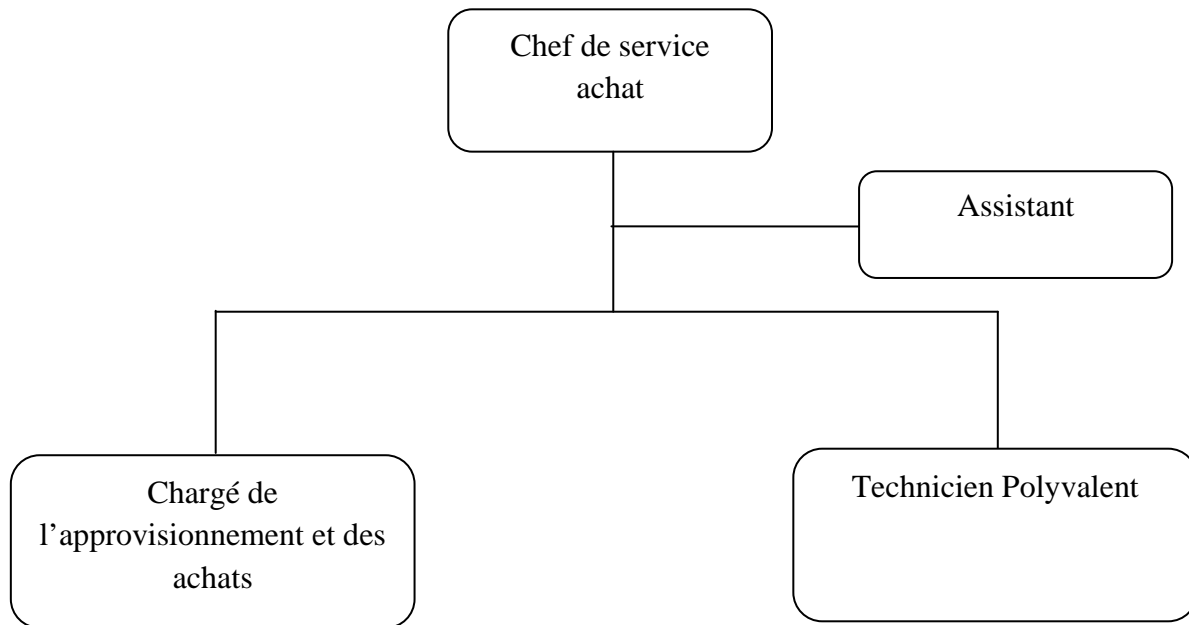 Chef de service
achat
Assistant
Chargé de
l’approvisionnement et des
achats
Technicien Polyvalent